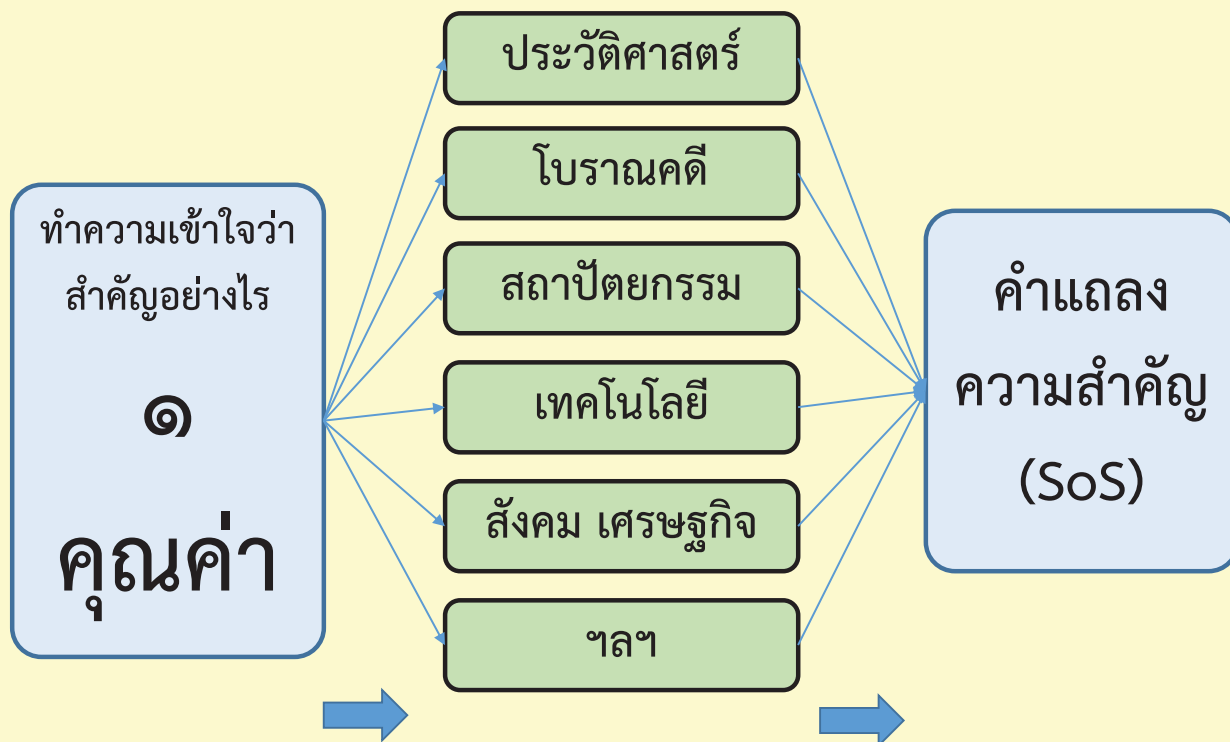 ทำความเข้าใจว่า
สำคัญอย่างไร
๑
คุณค่า
ประวัติศาสตร์
โบราณคดี
สถาปัตยกรรม
เทคโนโลยี
สังคม เศรษฐกิจ
ฯลฯ
คำแถลง
ความสำคัญ
(SoS)